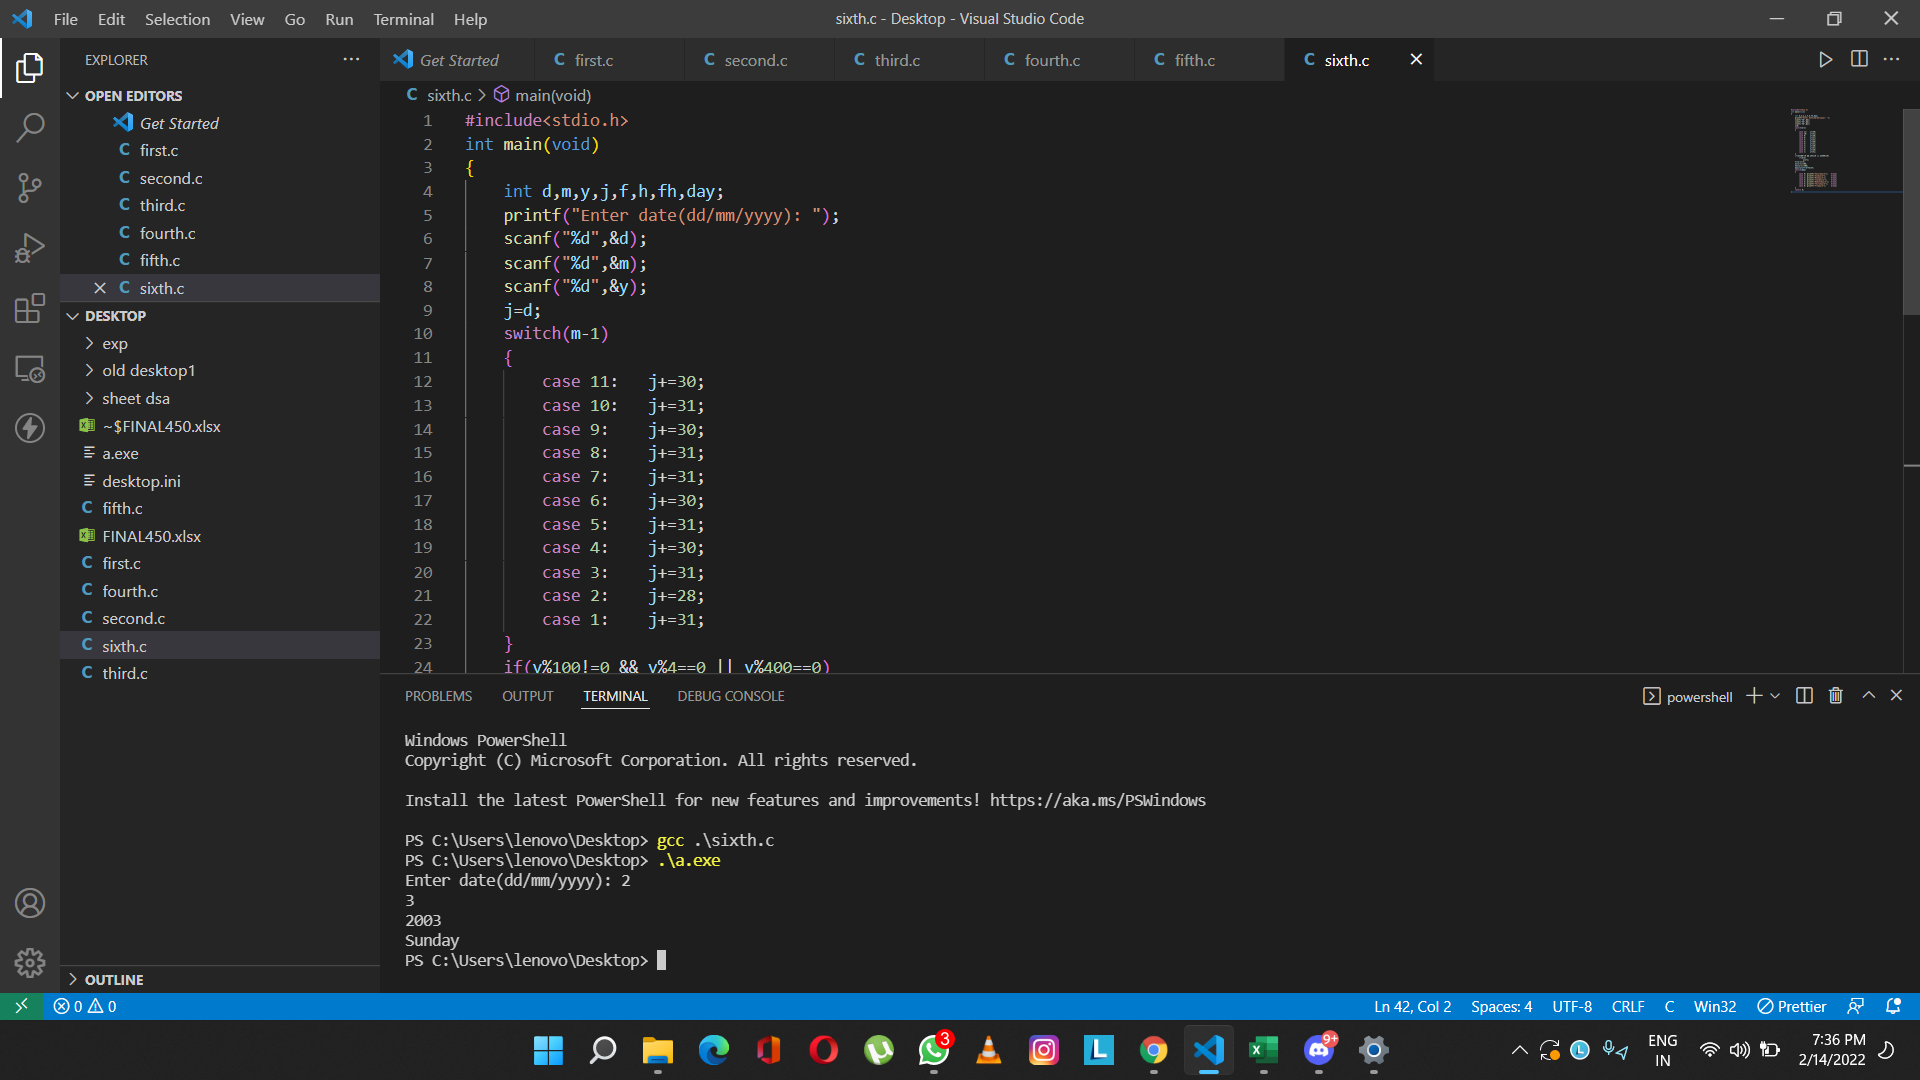 File Edit Selection View Go Run Terminal Help
sixth.c - Desktop - Visual Studio Code
EXPLORER
OPEN EDITORS
Get Started
first.c
second.c
third.c
fourth.c
fifth.c
sixth.c
DESKTOP
exp
old desktop1
sheet dsa
~$FINAL450.xlsx
a.exe
desktop.ini
fifth.c
FINAL450.xlsx
first.c
fourth.c
second.c
sixth.c
third.c
OUTLINE
Get Started first.c second.c third.c fourth.c fifth.c sixth.c
sixth.c > main(void)
1 #include<stdio.h>
2 int main(void)
3 {
4 int d,m,y,j,f,h,fh,day;
5 printf("Enter date(dd/mm/yyyy): ");
6 scanf("%d",&d);
7 scanf("%d",&m);
8 scanf("%d",&y);
9 j=d;
10 switch(m-1)
11 {
12 case 11: j+=30;
13 case 10: j+=31;
14 case 9: j+=30;
15 case 8: j+=31;
16 case 7: j+=31;
17 case 6: j+=30;
18 case 5: j+=31;
19 case 4: j+=30;
20 case 3: j+=31;
21 case 2: j+=28;
22 case 1: j+=31;
23 }
24 if(y%100!=0 && y%4==0 || y%400==0)
PROBLEMS OUTPUT TERMINAL DEBUG CONSOLE
powershell
Windows PowerShell
Copyright (C) Microsoft Corporation. All rights reserved.
Install the latest PowerShell for new features and improvements! https://aka.ms/PSWindows
PS C:\Users\lenovo\Desktop> gcc .\sixth.c
PS C:\Users\lenovo\Desktop> .\a.exe
Enter date(dd/mm/yyyy): 2
3
2003
Sunday
PS C:\Users\lenovo\Desktop>
0 0
Ln 42, Col 2 Spaces: 4 UTF-8 CRLF C Win32 Prettier
3
9+
L
ENG
IN
7:36 PM
2/14/2022